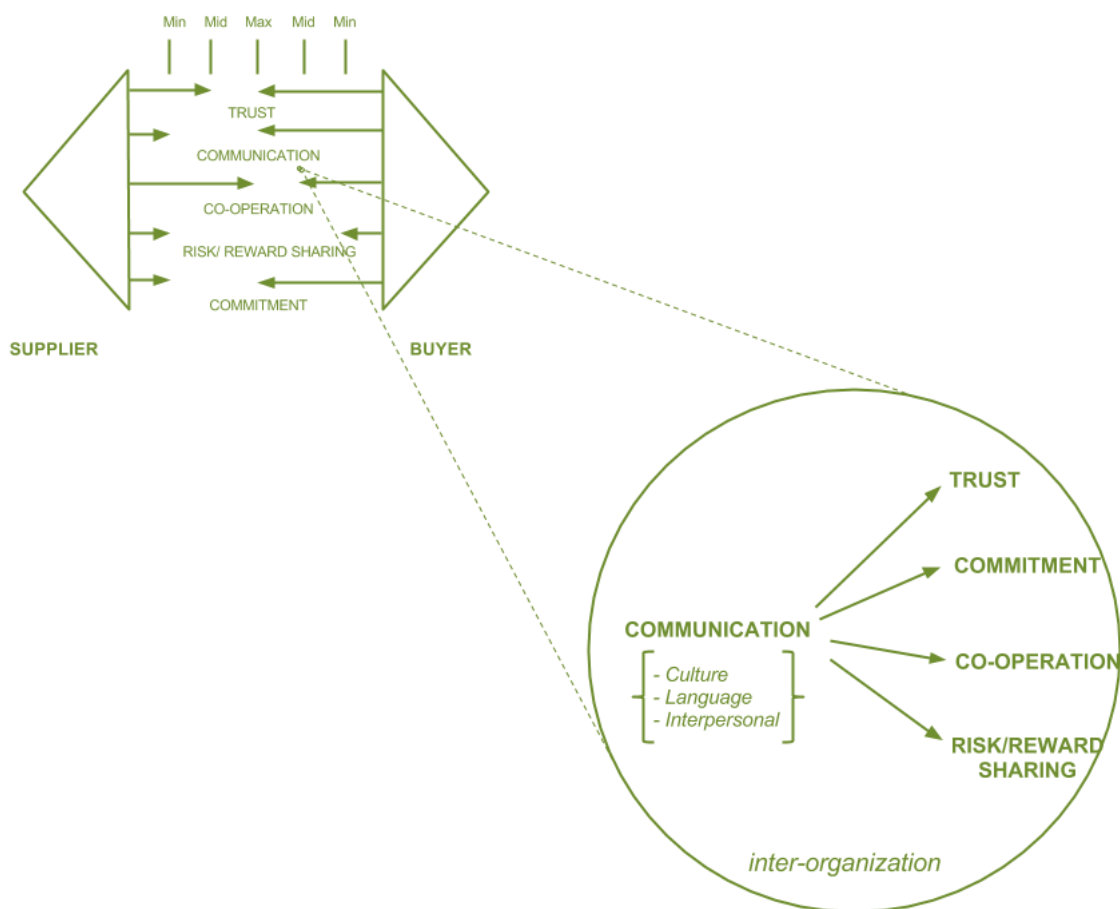 Min Mid Max Mid Min
TRUST
COMMUNICATION
CO-OPERATION
RISK/ REWARD SHARING
COMMITMENT
SUPPLIER BUYER
TRUST
COMMITMENT
COMMUNICATION
- Culture
- Language
- Interpersonal
CO-OPERATION
RISK/REWARD
SHARING
inter-organization